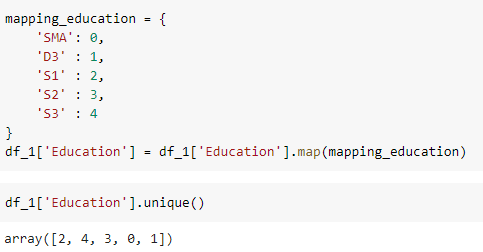 mapping_education = {
    'SMA': 0,
    'D3' : 1,
    'S1' : 2,
    'S2' : 3,
    'S3' : 4
}
df_1['Education'] = df_1['Education'].map(mapping_education)
df_1['Education'].unique()
array([2, 4, 3, 0, 1])